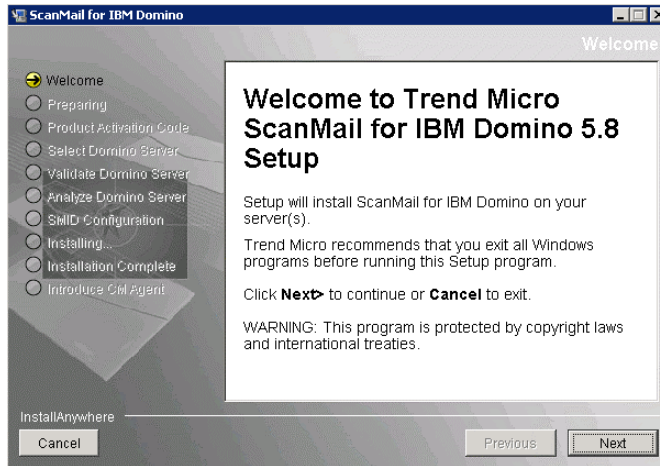 ScanMail for IBM Domino
Welcome
Welcome
Preparing
Product Activation Code
Select Domino Server
Validate Domino Server
Analyze Domino Server
SMID Configuration
Installing...
Installation Complete
Introduce CM Agent
Welcome to Trend Micro
ScanMail for IBM Domino 5.8
Setup
Setup will install ScanMail for IBM Domino on your
server(s).
Trend Micro recommends that you exit all Windows
programs before running this Setup program.
Click Next> to continue or Cancel to exit.
WARNING: This program is protected by copyright laws
and international treaties.
InstallAnywhere
Cancel
Previous
Next